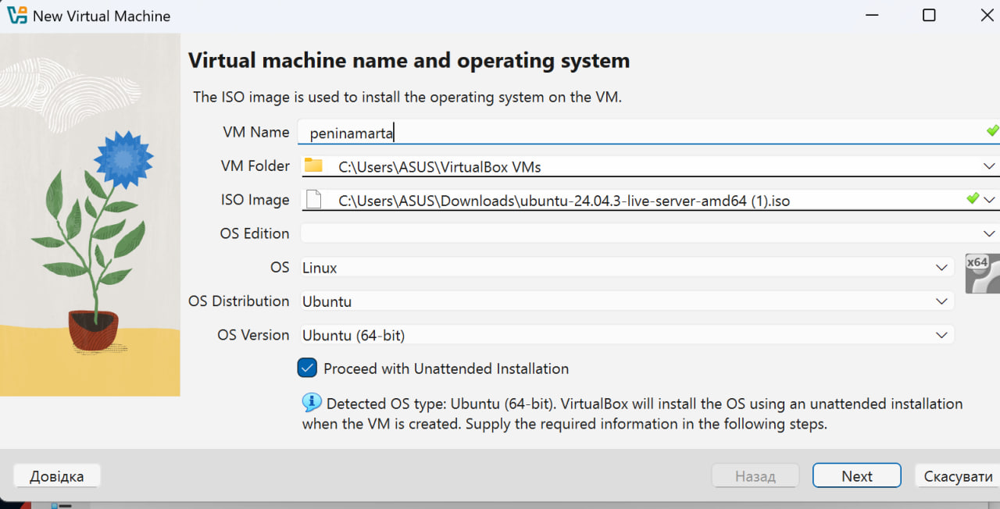 New Virtual Machine
Virtual machine name and operating system
The ISO image is used to install the operating system on the VM.
VM Name peninamarta
VM Folder C:\Users\ASUS\VirtualBox VMs
ISO Image C:\Users\ASUS\Downloads\ubuntu-24.04.3-live-server-amd64 (1).iso
OS Edition
OS Linux x64
OS Distribution Ubuntu
OS Version Ubuntu (64-bit)
Proceed with Unattended Installation
Detected OS type: Ubuntu (64-bit). VirtualBox will install the OS using an unattended installation
when the VM is created. Supply the required information in the following steps.
Довідка Назад Next Скасувати